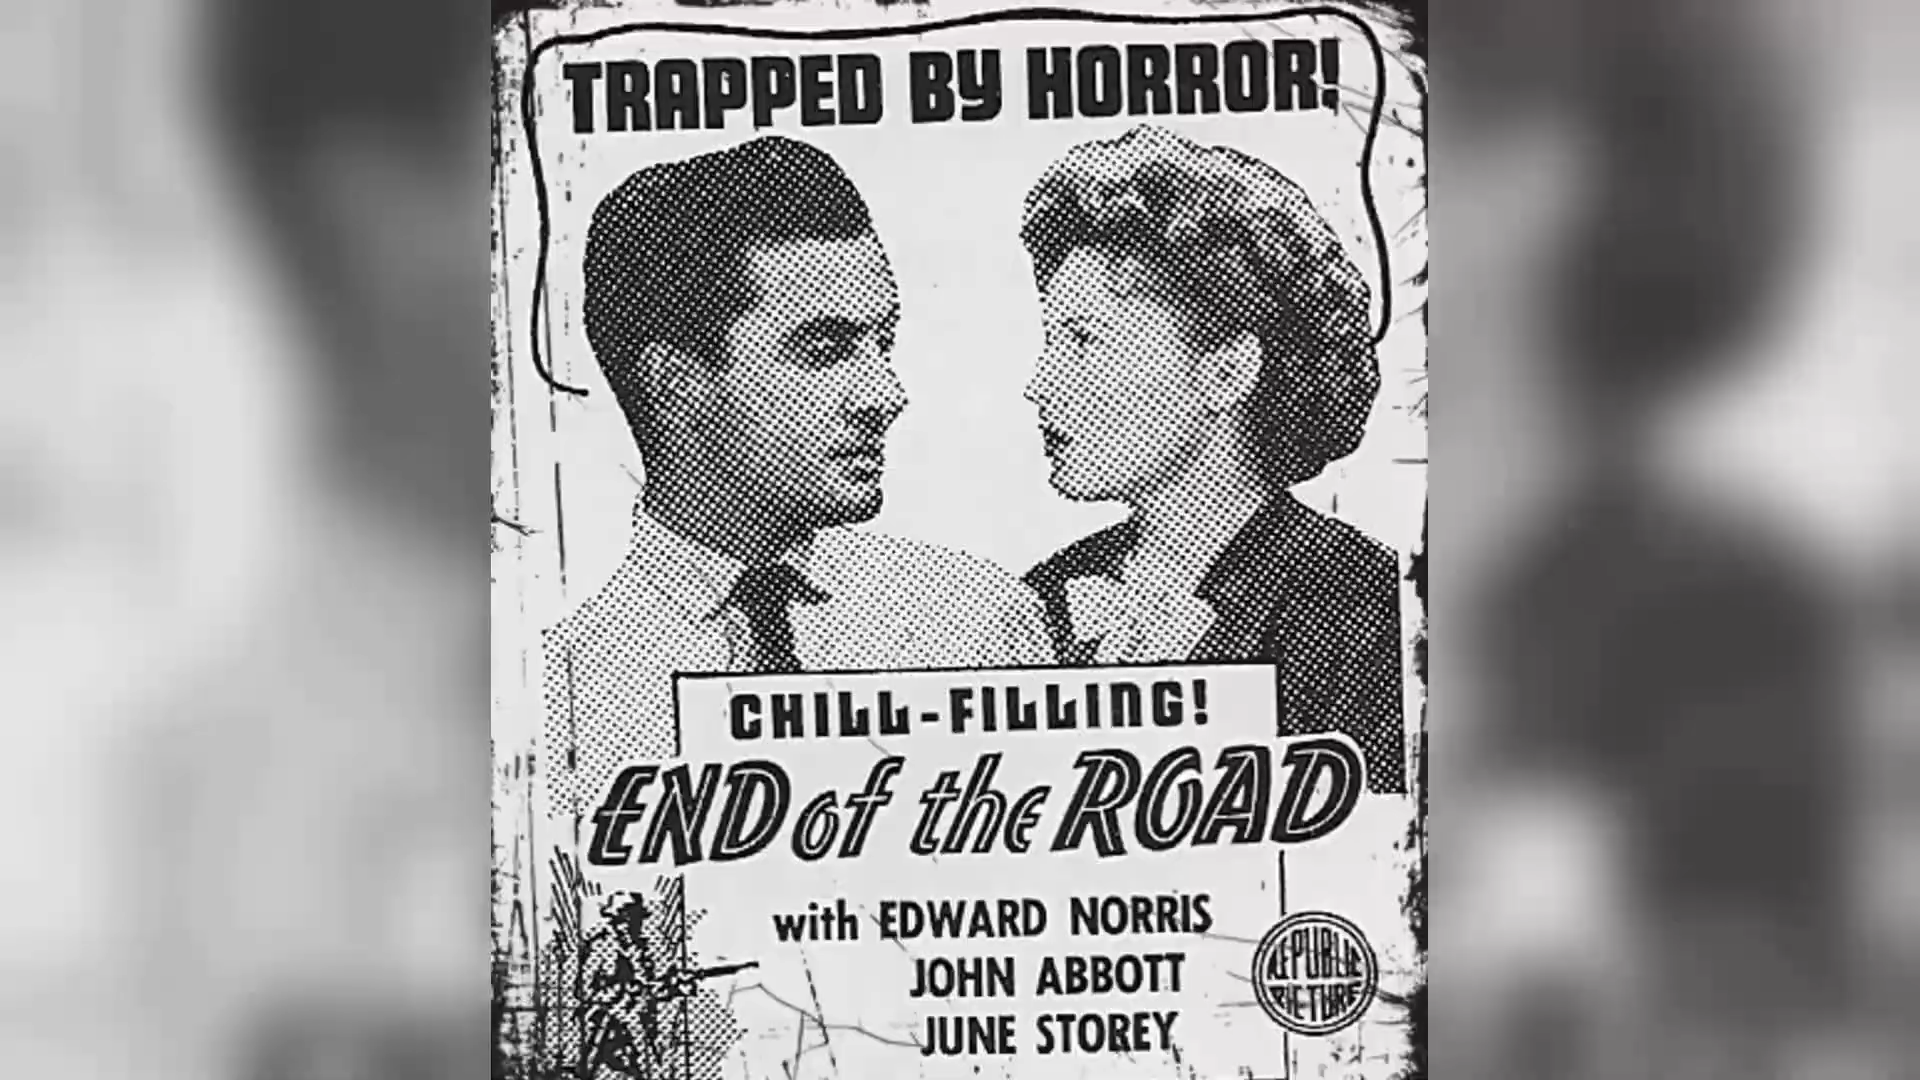 TRAPPED BY HORROR!
CHILL-FILLING!
END of the ROAD
with EDWARD NORRIS
JOHN ABBOTT
JUNE STOREY
REPUBLIC
PICTURE